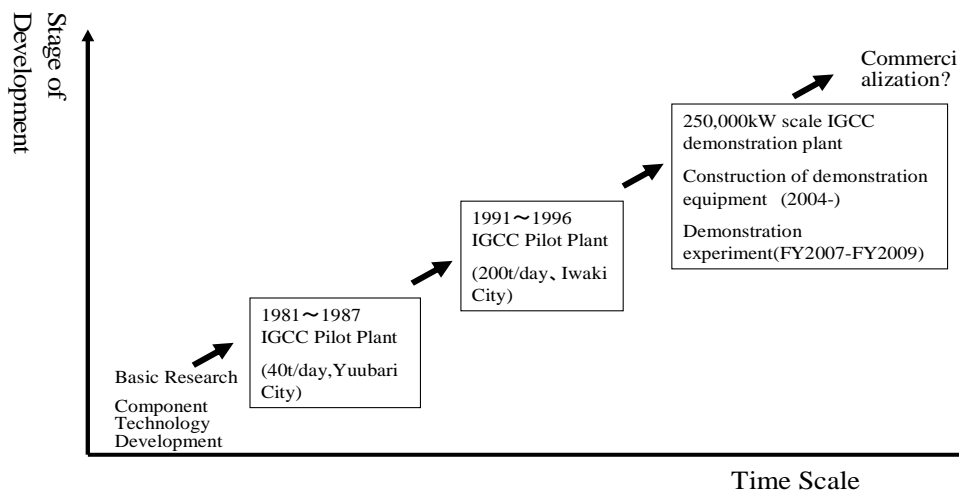 Stage of
Development
Commerci
alization?
250,000kW scale IGCC
demonstration plant
Construction of demonstration
equipment (2004-)
Demonstration
experiment(FY2007-FY2009)
1991～1996
IGCC Pilot Plant
(200t/day、Iwaki
City)
1981～1987
IGCC Pilot Plant
(40t/day,Yuubari
City)
Basic Research
Component
Technology
Development
Time Scale